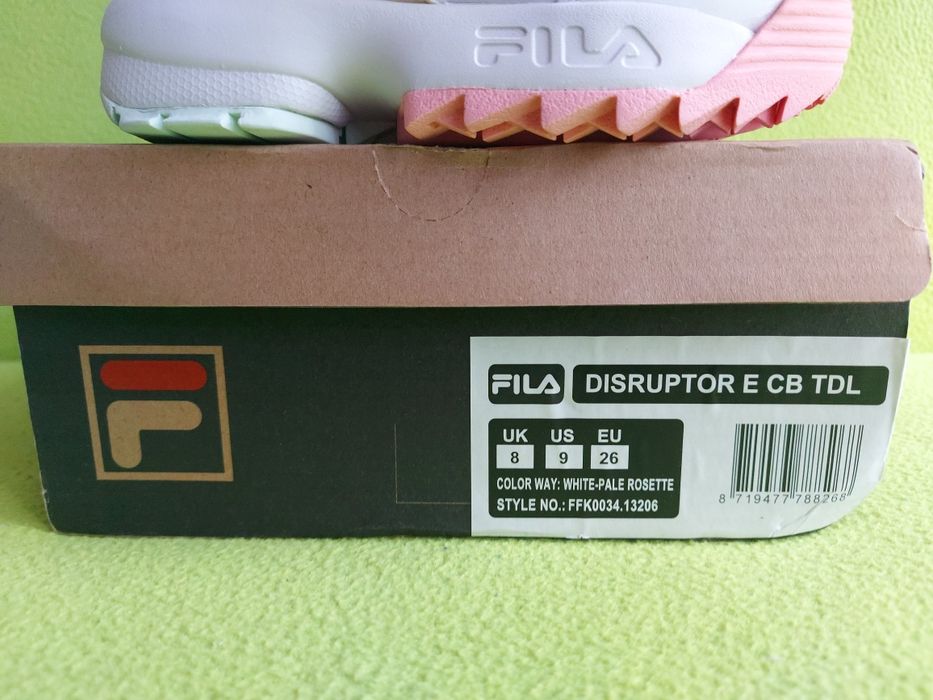 FILA
FILA DISRUPTOR E CB TDL
UK US EU
8 9 26
COLOR WAY: WHITE-PALE ROSETTE
STYLE NO.: FFK0034.13206
8 719477 788268